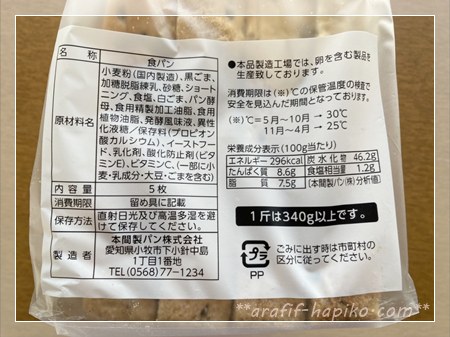 名称 食パン
原材料名 小麦粉(国内製造)、黒ごま、
加糖脱脂練乳、砂糖、ショート
ニング、食塩、白ごま、パン酵
母、食用精製加工油脂、食用
植物油脂、発酵風味液、異性
化液糖／保存料(プロピオン
酸カルシウム)、イーストフー
ド、乳化剤、酸化防止剤(ビ
タミンE)、ビタミンC、(一部に小
麦・乳成分・大豆・ごまを含む)
内容量 5枚
消費期限 留め具に記載
保存方法 直射日光及び高温多湿を避
けて保存してください。
製造者 本間製パン株式会社
愛知県小牧市下小針中島
1丁目1番地
TEL(0568)77-1234
●本品製造工場では、卵を含む製品を
生産致しております。
消費期限は(※)℃の保管温度の検査で
安全を見込んだ期間であります。
(※)℃=5月～10月→30℃
11月～4月→25℃
栄養成分表示(100g当たり)
エネルギー 296kcal 炭水化物 46.2g
たんぱく質 8.6g 食塩相当量 1.2g
脂質 7.5g [本間製パン(株)分析値]
1斤は340g以上です。
プラ
PP
ごみに出す時は市町村の
区分に従ってください。
**arafif-hapiko.com**